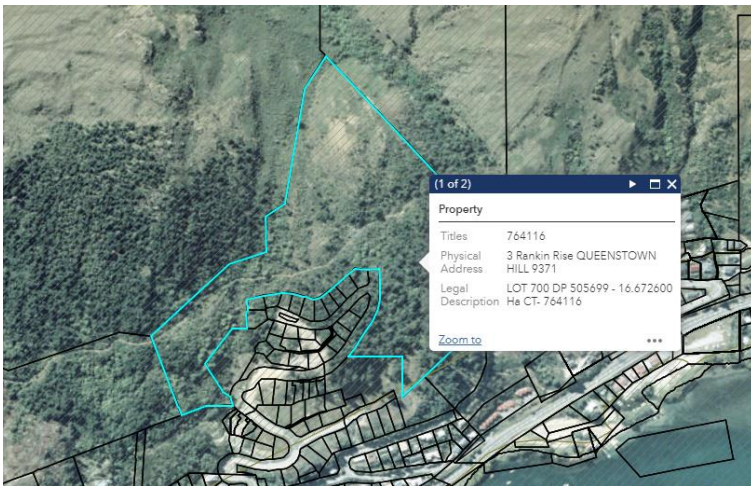 (1 of 2)
Property
Titles 764116
Physical Address 3 Rankin Rise QUEENSTOWN HILL 9371
Legal Description LOT 700 DP 505699 - 16.672600 Ha CT- 764116
Zoom to